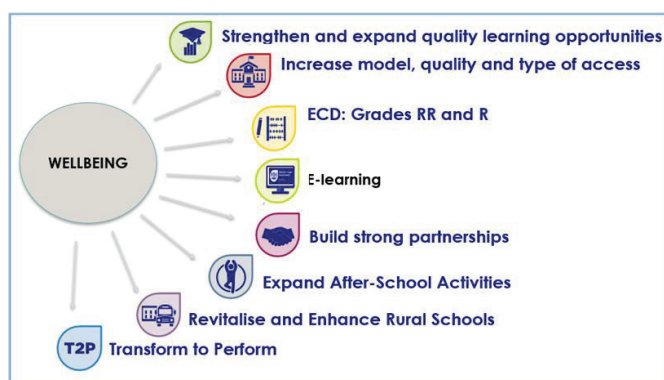 Strengthen and expand quality learning opportunities
Increase model, quality and type of access
ECD: Grades RR and R
WELLBEING
E-learning
Build strong partnerships
Expand After-School Activities
Revitalise and Enhance Rural Schools
T2P Transform to Perform